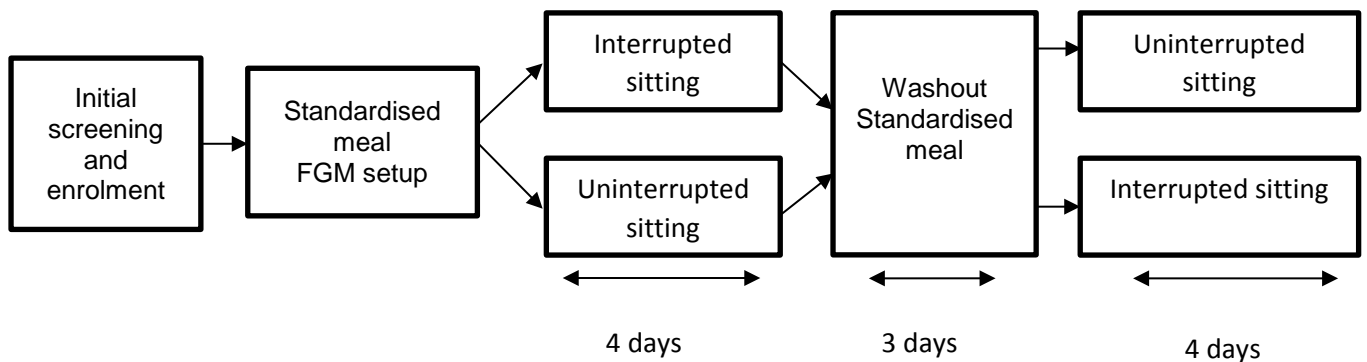 Initial
screening
and
enrolment
Standardised
meal
FGM setup
Interrupted
sitting
Uninterrupted
sitting
Washout
Standardised
meal
Uninterrupted
sitting
Interrupted sitting
4 days
3 days
4 days